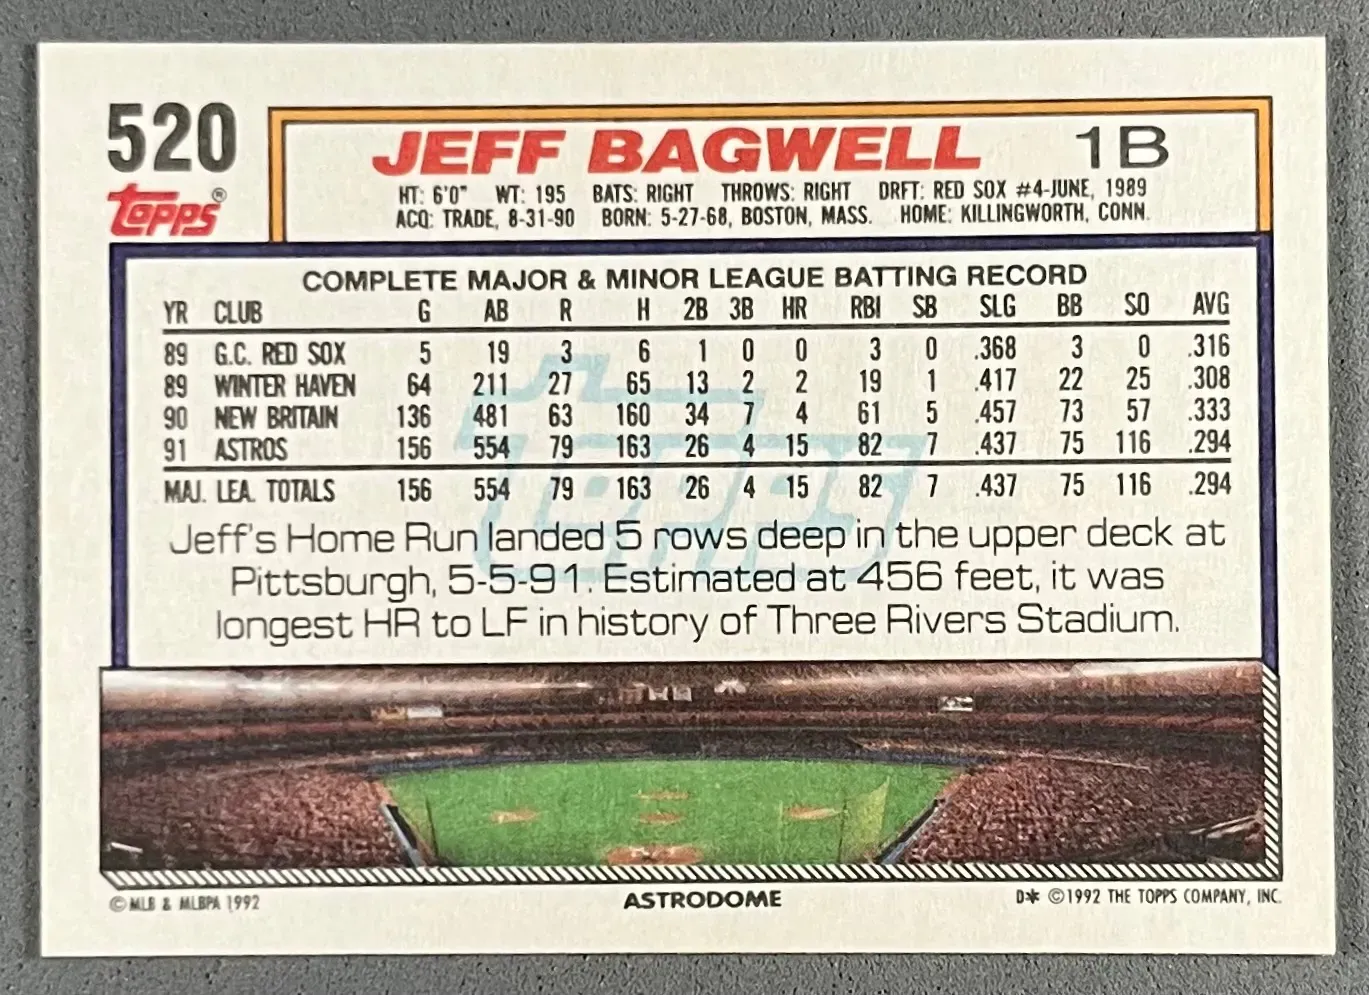 520
JEFF BAGWELL 1B
Topps®
HT: 6'0" WT: 195 BATS: RIGHT THROWS: RIGHT DRFT: RED SOX #4-JUNE, 1989
ACQ: TRADE, 8-31-90 BORN: 5-27-68, BOSTON, MASS. HOME: KILLINGWORTH, CONN.
COMPLETE MAJOR & MINOR LEAGUE BATTING RECORD
YR CLUB G AB R H 2B 3B HR RBI SB SLG BB SO AVG
89 G.C. RED SOX 5 19 3 6 1 0 0 3 0 .368 3 0 .316
89 WINTER HAVEN 64 211 27 65 13 2 2 19 1 .417 22 25 .308
90 NEW BRITAIN 136 481 63 160 34 7 4 61 5 .457 73 57 .333
91 ASTROS 156 554 79 163 26 4 15 82 7 .437 75 116 .294
MAJ. LEA. TOTALS 156 554 79 163 26 4 15 82 7 .437 75 116 .294
Topps
Jeff's Home Run landed 5 rows deep in the upper deck at
Pittsburgh, 5-5-91. Estimated at 456 feet, it was
longest HR to LF in history of Three Rivers Stadium.
© MLB & MLBPA 1992 ASTRODOME D* ©1992 THE TOPPS COMPANY, INC.